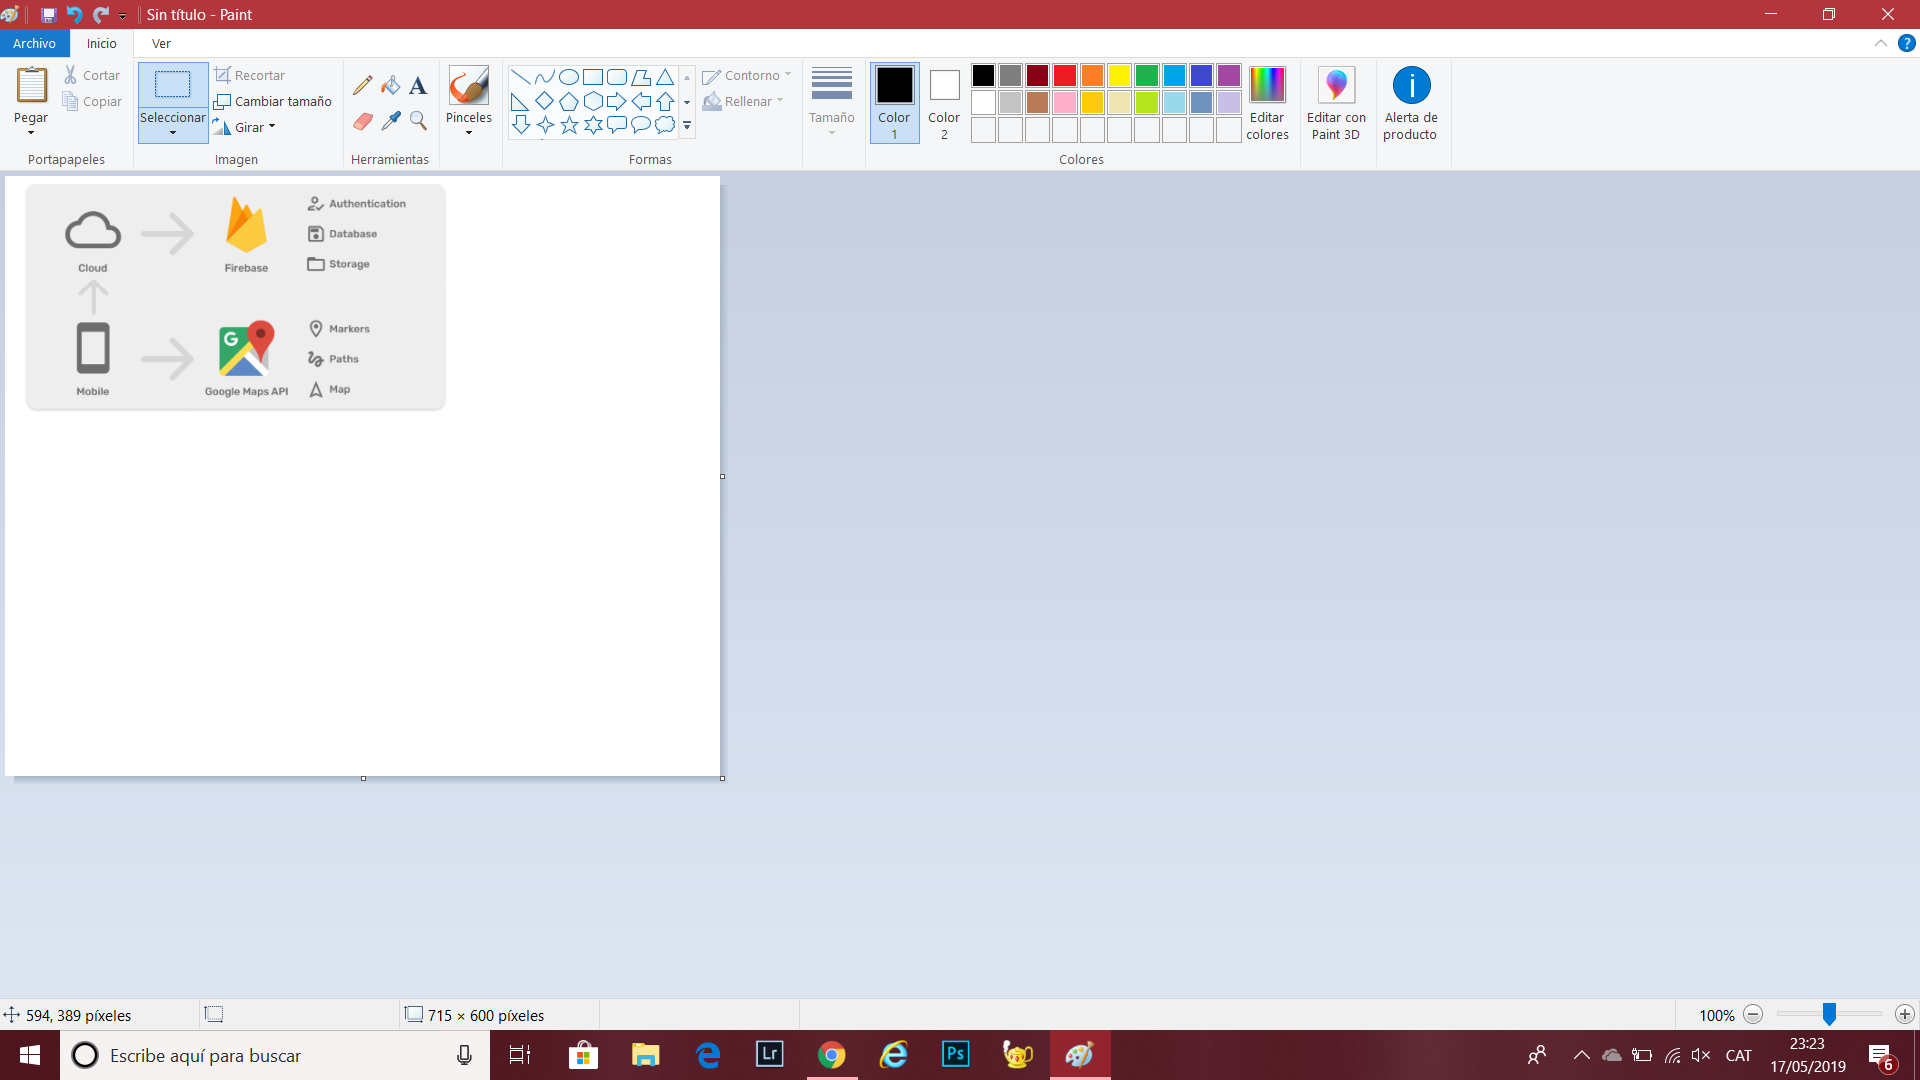 Sin título - Paint
Archivo Inicio Ver
Pegar
Cortar
Copiar
Portapapeles
Seleccionar
Recortar
Cambiar tamaño
Girar
Imagen
A
Herramientas
Pinceles
Contorno
Rellenar
Formas
Tamaño
Color
1
Color
2
Editar
colores
Colores
Editar con
Paint 3D
Alerta de
producto
Cloud
Firebase
Authentication
Database
Storage
Mobile
G
Google Maps API
Markers
Paths
Map
594, 389 píxeles
715 × 600 píxeles
100%
Escribe aquí para buscar
Lr
Ps
CAT
23:23
17/05/2019
6